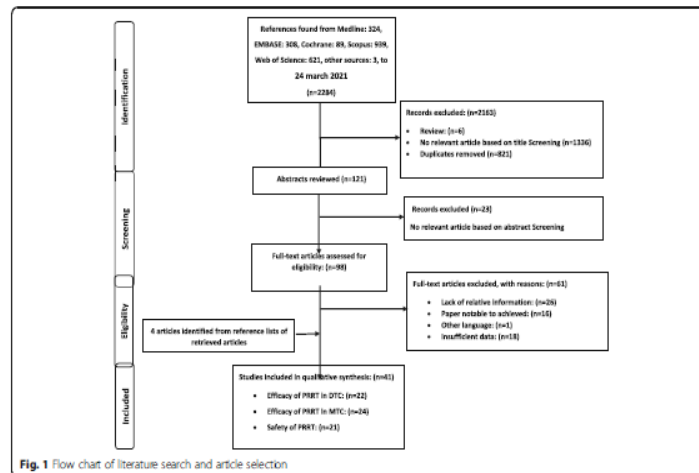 References found from Medline: 324,
EMBASE: 308, Cochrane: 89, Scopus: 939,
Web of Science: 621, other sources: 3, to
24 march 2021
(n=2284)
Identification
Records excluded: (n=2163)
• Review: (n=6)
• No relevant article based on title Screening (n=1336)
• Duplicates removed (n=821)
Abstracts reviewed (n=121)
Screening
Records excluded (n=23)
No relevant article based on abstract Screening
Full-text articles assessed for
eligibility: (n=98)
Eligibility
Full-text articles excluded, with reasons: (n=61)
• Lack of relative information: (n=26)
• Paper notable to achieved: (n=16)
• Other language: (n=1)
• Insufficient data: (n=18)
4 articles identified from reference lists of
retrieved articles
Included
Studies included in qualitative synthesis: (n=41)
• Efficacy of PRRT in DTC: (n=22)
• Efficacy of PRRT in MTC: (n=24)
• Safety of PRRT: (n=21)
Fig. 1 Flow chart of literature search and article selection